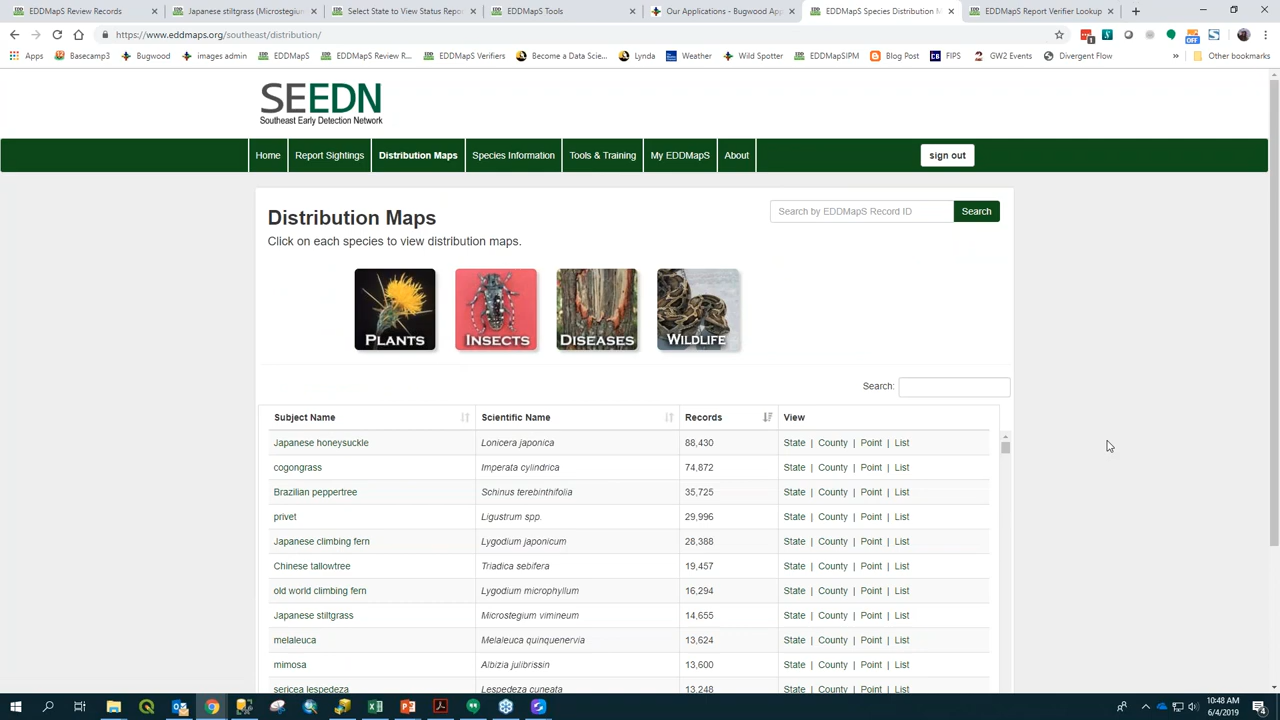 EDDMapS Review Records
Japanese stiltgrass (Microstegium
Select State to View Status Repor
EDDMapS Tools
Our Applications - Bugwood App
EDDMapS Species Distribution M
EDDMapS Report Verifier Lookup
https://www.eddmaps.org/southeast/distribution/
Apps Basecamp3 Bugwood images admin EDDMapS EDDMapS Review R... EDDMapS Verifiers Become a Data Scie... Lynda Weather Wild Spotter EDDMapSIPM Blog Post FIPS GW2 Events Divergent Flow » Other bookmarks
SEEDN
Southeast Early Detection Network
Home Report Sightings Distribution Maps Species Information Tools & Training My EDDMapS About sign out
Distribution Maps
Search by EDDMapS Record ID Search
Click on each species to view distribution maps.
PLANTS INSECTS DISEASES WILDLIFE
Search:
Subject Name Scientific Name Records View
Japanese honeysuckle Lonicera japonica 88,430 State | County | Point | List
cogongrass Imperata cylindrica 74,872 State | County | Point | List
Brazilian peppertree Schinus terebinthifolia 35,725 State | County | Point | List
privet Ligustrum spp. 29,996 State | County | Point | List
Japanese climbing fern Lygodium japonicum 28,388 State | County | Point | List
Chinese tallowtree Triadica sebifera 19,457 State | County | Point | List
old world climbing fern Lygodium microphyllum 16,294 State | County | Point | List
Japanese stiltgrass Microstegium vimineum 14,655 State | County | Point | List
melaleuca Melaleuca quinquenervia 13,624 State | County | Point | List
mimosa Albizia julibrissin 13,600 State | County | Point | List
sericea lespedeza Lespedeza cuneata 13,248 State | County | Point | List
10:48 AM
6/4/2019